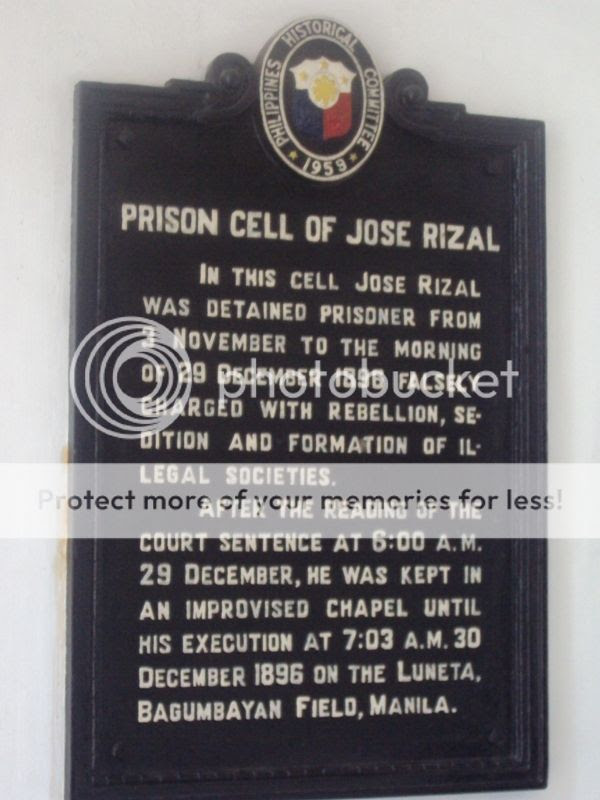 PHILIPPINES HISTORICAL COMMITTEE
1959
PRISON CELL OF JOSE RIZAL
IN THIS CELL JOSE RIZAL
WAS DETAINED PRISONER FROM
3 NOVEMBER TO THE MORNING
OF 29 DECEMBER 1896 FALSELY
CHARGED WITH REBELLION, SE-
DITION AND FORMATION OF IL-
LEGAL SOCIETIES.
AFTER THE READING OF THE
COURT SENTENCE AT 6:00 A.M.
29 DECEMBER, HE WAS KEPT IN
AN IMPROVISED CHAPEL UNTIL
HIS EXECUTION AT 7:03 A.M. 30
DECEMBER 1896 ON THE LUNETA,
BAGUMBAYAN FIELD, MANILA.
photobucket
Protect more of your memories for less!